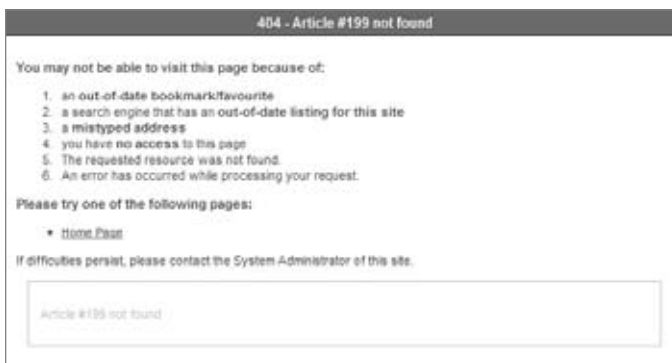 404 - Article #199 not found
You may not be able to visit this page because of:
1. an out-of-date bookmark/favourite
2. a search engine that has an out-of-date listing for this site
3. a mistyped address
4. you have no access to this page
5. The requested resource was not found.
6. An error has occurred while processing your request.
Please try one of the following pages:
• Home Page
If difficulties persist, please contact the System Administrator of this site.
Article #199 not found